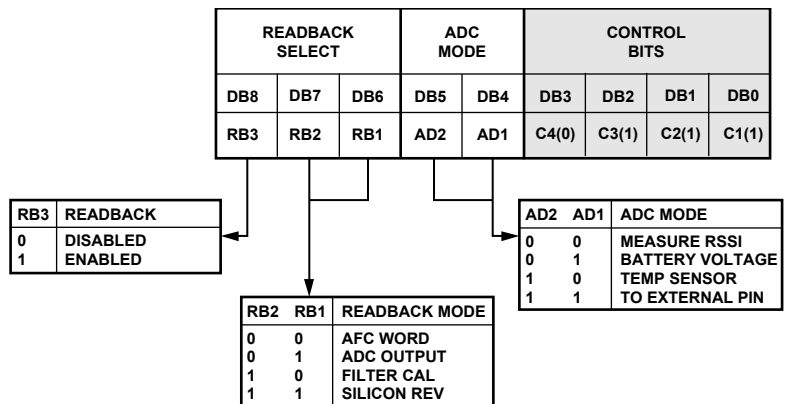 READBACK SELECT ADC MODE CONTROL BITS
DB8 DB7 DB6 DB5 DB4 DB3 DB2 DB1 DB0
RB3 RB2 RB1 AD2 AD1 C4(0) C3(1) C2(1) C1(1)
RB3 READBACK
0 DISABLED
1 ENABLED
RB2 RB1 READBACK MODE
0 0 AFC WORD
0 1 ADC OUTPUT
1 0 FILTER CAL
1 1 SILICON REV
AD2 AD1 ADC MODE
0 0 MEASURE RSSI
0 1 BATTERY VOLTAGE
1 0 TEMP SENSOR
1 1 TO EXTERNAL PIN